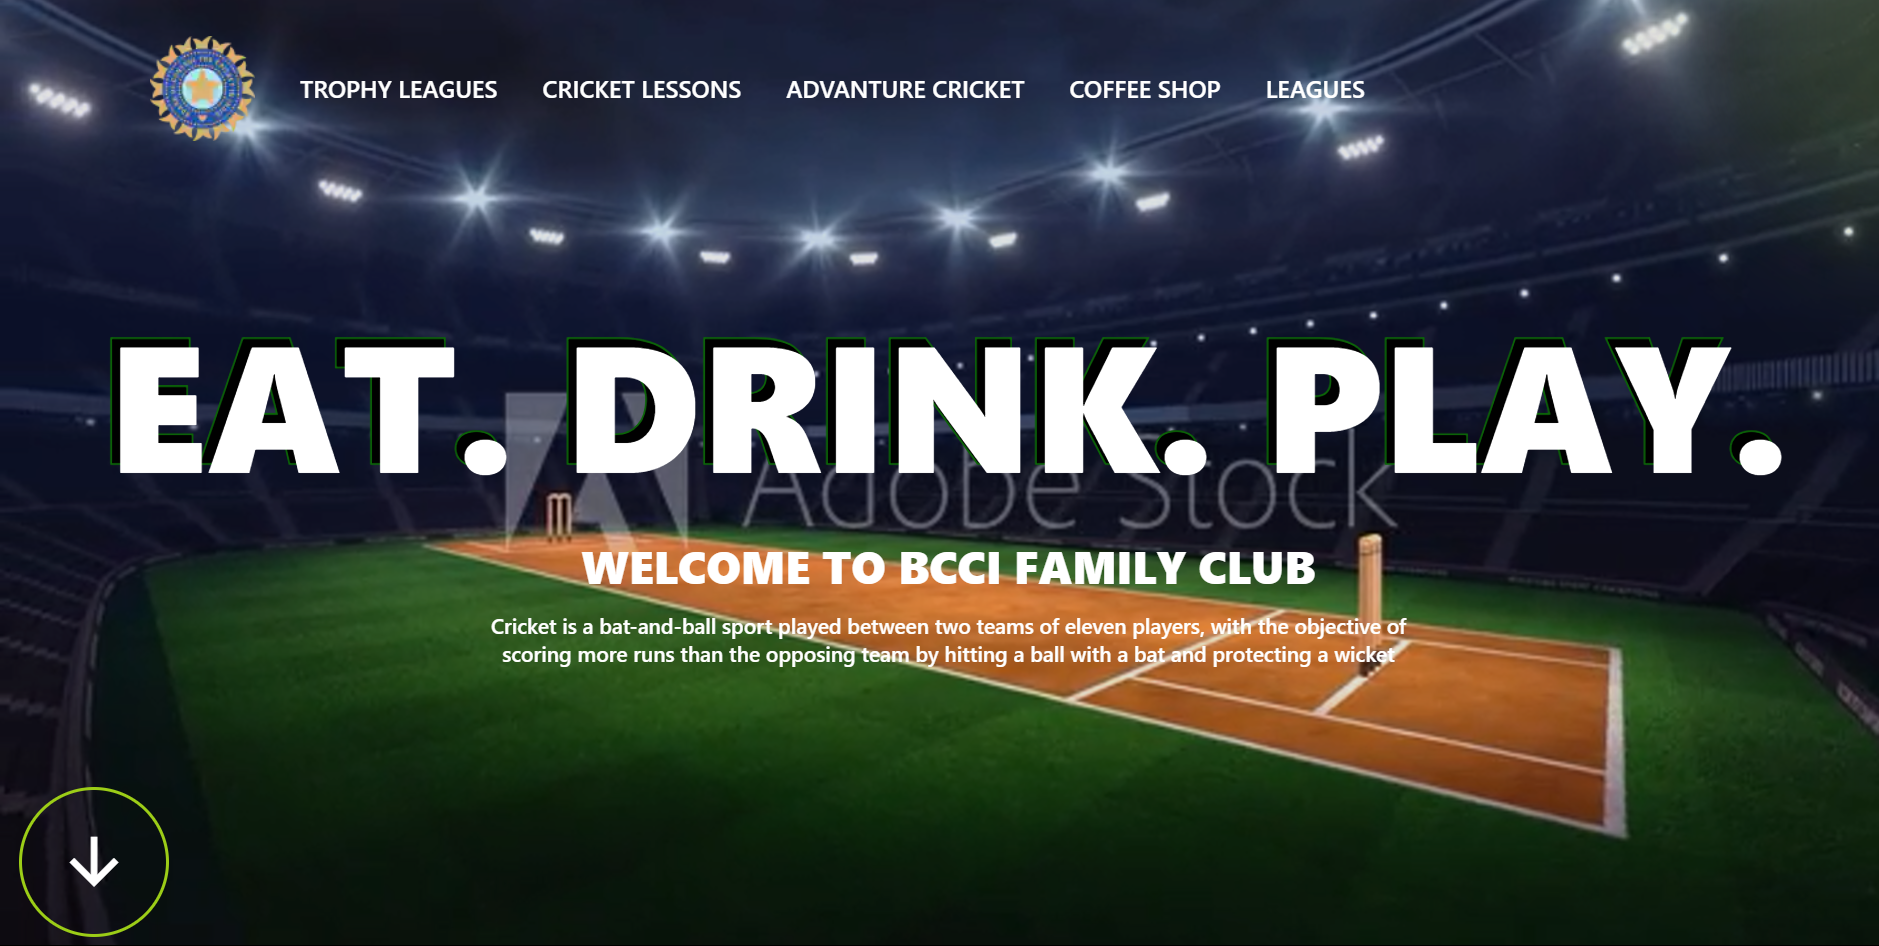 TROPHY LEAGUES CRICKET LESSONS ADVANTURE CRICKET COFFEE SHOP LEAGUES
EAT. DRINK. PLAY.
Adobe Stock
WELCOME TO BCCI FAMILY CLUB
Cricket is a bat-and-ball sport played between two teams of eleven players, with the objective of
scoring more runs than the opposing team by hitting a ball with a bat and protecting a wicket